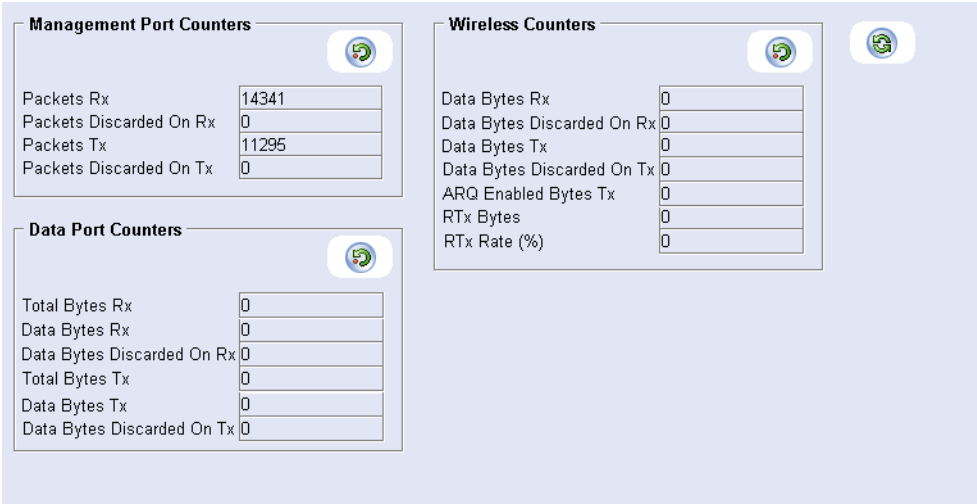 Management Port Counters
Packets Rx 14341
Packets Discarded On Rx 0
Packets Tx 11295
Packets Discarded On Tx 0
Data Port Counters
Total Bytes Rx 0
Data Bytes Rx 0
Data Bytes Discarded On Rx 0
Total Bytes Tx 0
Data Bytes Tx 0
Data Bytes Discarded On Tx 0
Wireless Counters
Data Bytes Rx 0
Data Bytes Discarded On Rx 0
Data Bytes Tx 0
Data Bytes Discarded On Tx 0
ARQ Enabled Bytes Tx 0
RTx Bytes 0
RTx Rate (%) 0